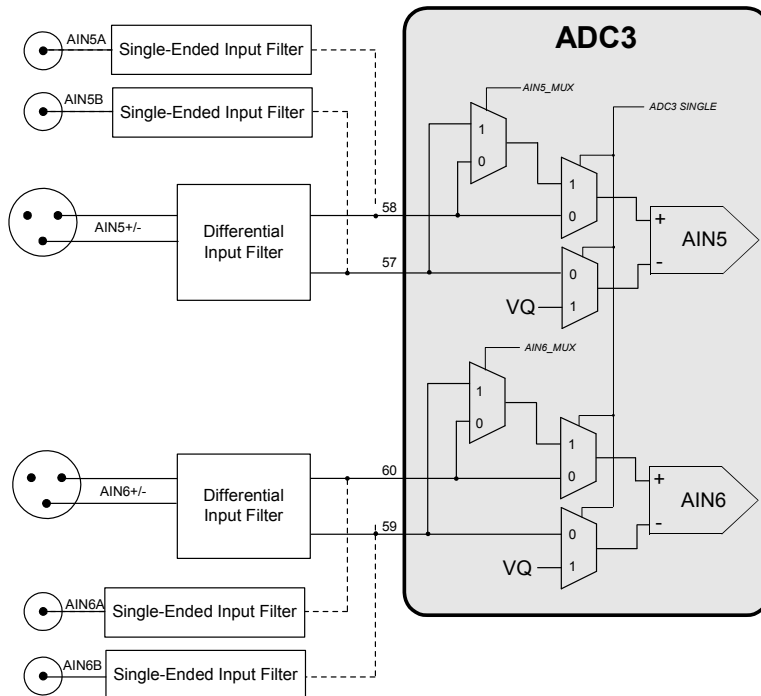 ADC3
AIN5A
Single-Ended Input Filter
AIN5B
Single-Ended Input Filter
AIN5_MUX
ADC3 SINGLE
1
0
1
0
58
AIN5+/-
Differential
Input Filter
57
0
1
VQ
+
-
AIN5
AIN6_MUX
1
0
1
0
60
AIN6+/-
Differential
Input Filter
59
0
1
VQ
+
-
AIN6
AIN6A
Single-Ended Input Filter
AIN6B
Single-Ended Input Filter